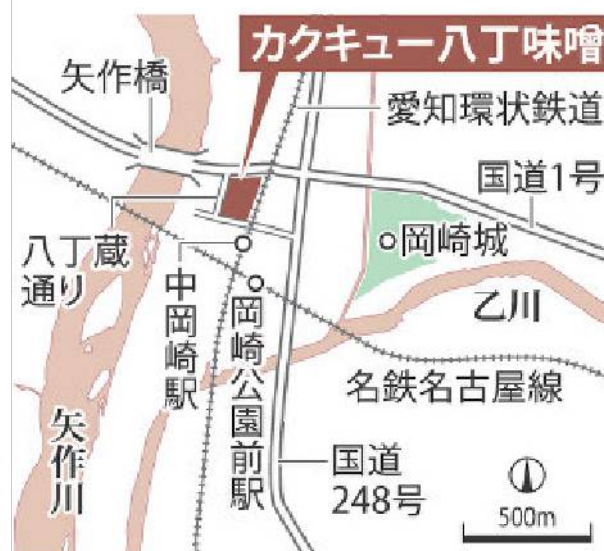 カクキュー八丁味噌
矢作橋
愛知環状鉄道
国道1号
八丁蔵
通り
岡崎城
中岡崎駅
岡崎公園前駅
乙川
名鉄名古屋線
矢作川
国道
248号
500m